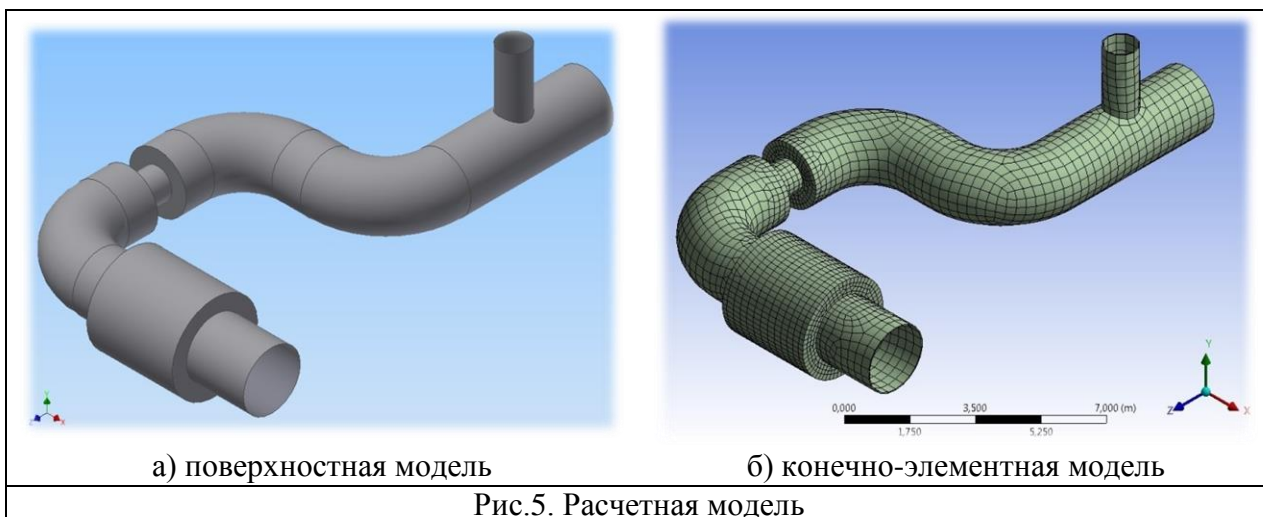 Y
Z
X
0,000
3,500
7,000 (m)
1,750
5,250
Y
Z
X
а) поверхностная модель
б) конечно-элементная модель
Рис.5. Расчетная модель